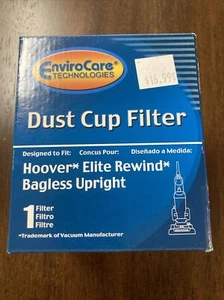 EnviroCare®
TECHNOLOGIES
$16.99
Dust Cup Filter
Designed to Fit: Concus Pour: Diseñado a Medida:
Hoover* Elite Rewind*
Bagless Upright
1 Filter
Filtro
Filtre
*Trademark of Vacuum Manufacturer